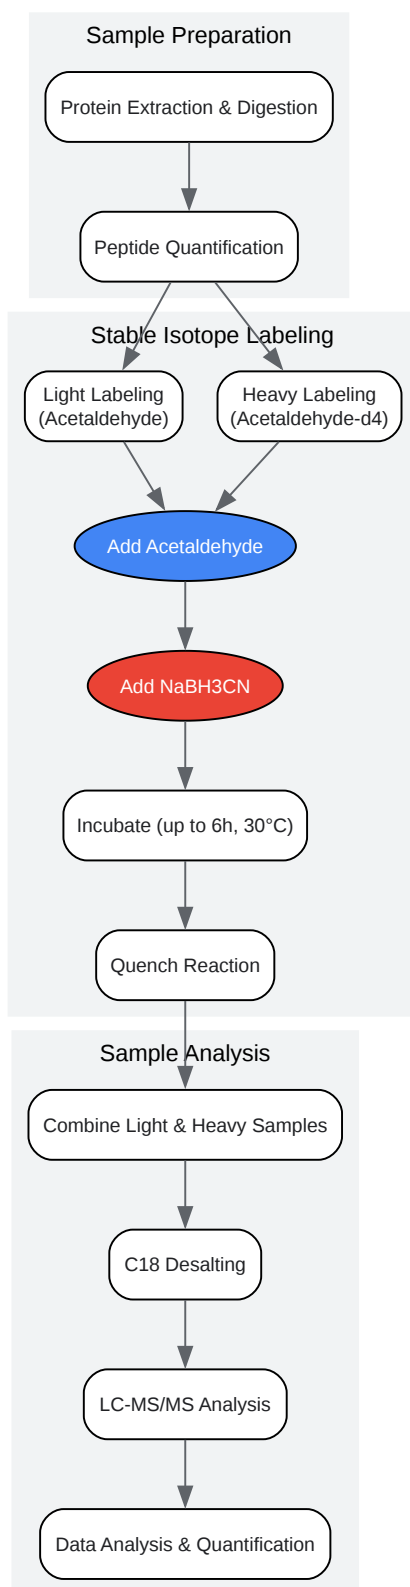 Sample Preparation
Protein Extraction & Digestion
Peptide Quantification
Stable Isotope Labeling
Light Labeling
(Acetaldehyde)
Heavy Labeling
(Acetaldehyde-d4)
Add Acetaldehyde
Add NaBH3CN
Incubate (up to 6h, 30°C)
Quench Reaction
Sample Analysis
Combine Light & Heavy Samples
C18 Desalting
LC-MS/MS Analysis
Data Analysis & Quantification